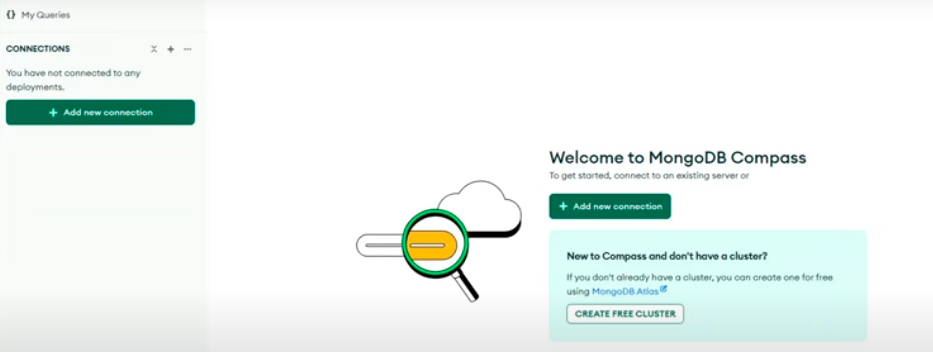 {} My Queries
CONNECTIONS
You have not connected to any
deployments.
+ Add new connection
Welcome to MongoDB Compass
To get started, connect to an existing server or
+ Add new connection
New to Compass and don't have a cluster?
If you don't already have a cluster, you can create one for free
using MongoDB Atlas
CREATE FREE CLUSTER